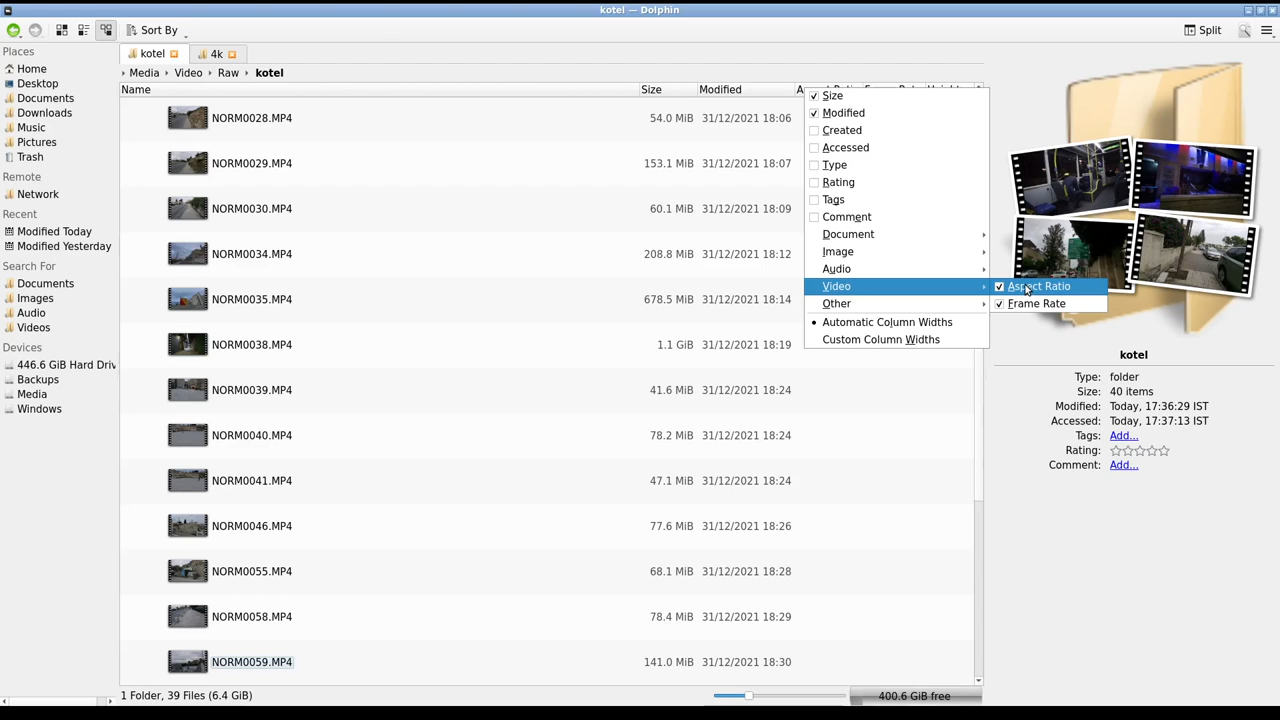 kotel — Dolphin
Sort By
Split
Places
Home
Desktop
Documents
Downloads
Music
Pictures
Trash
Remote
Network
Recent
Modified Today
Modified Yesterday
Search For
Documents
Images
Audio
Videos
Devices
446.6 GiB Hard Driv
Backups
Media
Windows
kotel 4k
Media Video Raw kotel
Name Size Modified
NORM0028.MP4 54.0 MiB 31/12/2021 18:06
NORM0029.MP4 153.1 MiB 31/12/2021 18:07
NORM0030.MP4 60.1 MiB 31/12/2021 18:09
NORM0034.MP4 208.8 MiB 31/12/2021 18:12
NORM0035.MP4 678.5 MiB 31/12/2021 18:14
NORM0038.MP4 1.1 GiB 31/12/2021 18:19
NORM0039.MP4 41.6 MiB 31/12/2021 18:24
NORM0040.MP4 78.2 MiB 31/12/2021 18:24
NORM0041.MP4 47.1 MiB 31/12/2021 18:24
NORM0046.MP4 77.6 MiB 31/12/2021 18:26
NORM0055.MP4 68.1 MiB 31/12/2021 18:28
NORM0058.MP4 78.4 MiB 31/12/2021 18:29
NORM0059.MP4 141.0 MiB 31/12/2021 18:30
1 Folder, 39 Files (6.4 GiB)
400.6 GiB free
Size
Modified
Created
Accessed
Type
Rating
Tags
Comment
Document
Image
Audio
Video
Other
Automatic Column Widths
Custom Column Widths
Aspect Ratio
Frame Rate
kotel
Type: folder
Size: 40 items
Modified: Today, 17:36:29 IST
Accessed: Today, 17:37:13 IST
Tags: Add...
Rating:
Comment: Add...